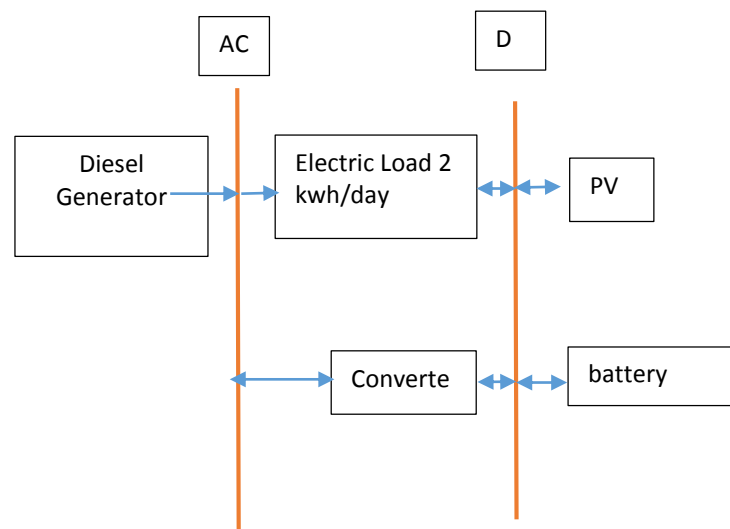 AC
D
Diesel
Generator
Electric Load 2
kwh/day
PV
Converte
battery